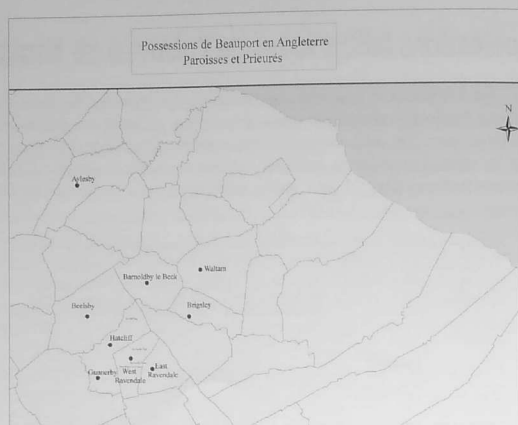 Possessions de Beauport en Angleterre
Paroisses et Prieurés
N
Aylesby
Waltam
Barnoldby le Beck
Beelsby
Brigsley
Hatcliff
East
Ravendale
West
Ravendale
Gunnerby